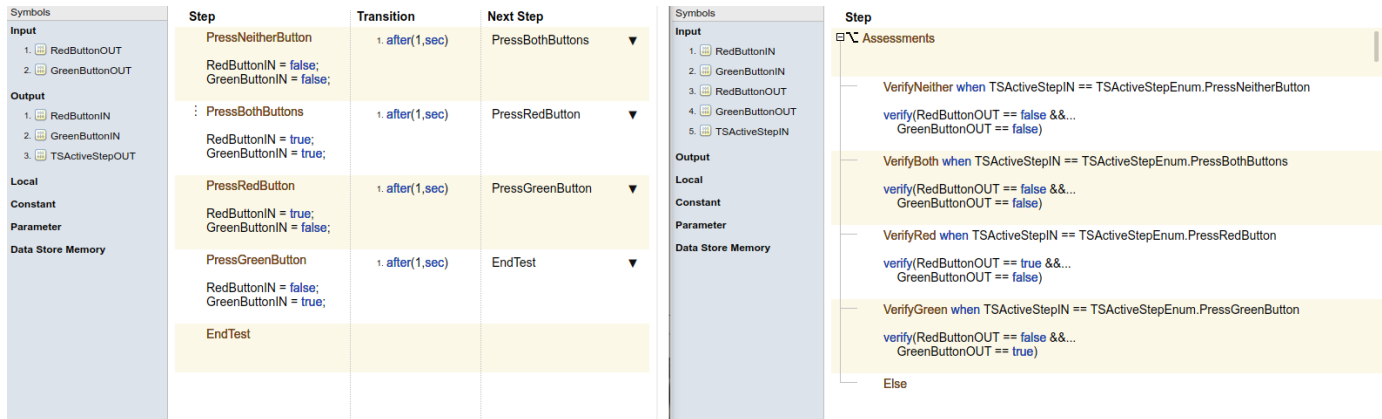 Symbols
Input
1. RedButtonOUT
2. GreenButtonOUT
Output
1. RedButtonIN
2. GreenButtonIN
3. TSActiveStepOUT
Local
Constant
Parameter
Data Store Memory
Step Transition Next Step
PressNeitherButton 1. after(1,sec) PressBothButtons
RedButtonIN = false;
GreenButtonIN = false;
PressBothButtons 1. after(1,sec) PressRedButton
RedButtonIN = true;
GreenButtonIN = true;
PressRedButton 1. after(1,sec) PressGreenButton
RedButtonIN = true;
GreenButtonIN = false;
PressGreenButton 1. after(1,sec) EndTest
RedButtonIN = false;
GreenButtonIN = true;
EndTest
Symbols
Input
1. RedButtonIN
2. GreenButtonIN
3. RedButtonOUT
4. GreenButtonOUT
5. TSActiveStepIN
Output
Local
Constant
Parameter
Data Store Memory
Step
Assessments
VerifyNeither when TSActiveStepIN == TSActiveStepEnum.PressNeitherButton
verify(RedButtonOUT == false &&...
GreenButtonOUT == false)
VerifyBoth when TSActiveStepIN == TSActiveStepEnum.PressBothButtons
verify(RedButtonOUT == false &&...
GreenButtonOUT == false)
VerifyRed when TSActiveStepIN == TSActiveStepEnum.PressRedButton
verify(RedButtonOUT == true &&...
GreenButtonOUT == false)
VerifyGreen when TSActiveStepIN == TSActiveStepEnum.PressGreenButton
verify(RedButtonOUT == false &&...
GreenButtonOUT == true)
Else